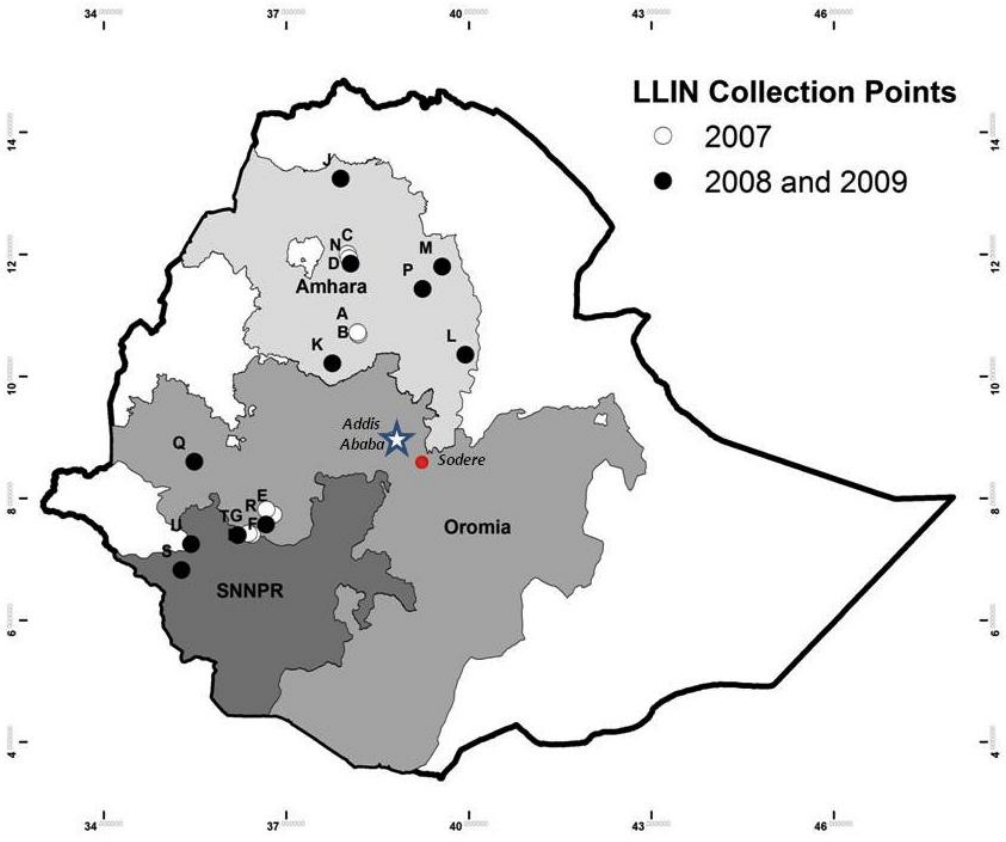 34 37 40 43 46
LLIN Collection Points
2007
2008 and 2009
14 14
J
C
N
M
12 12
D
P
Amhara
A
B
L
K
10 10
Addis
Ababa
Q
Sodere
8 8
E
R
TG F
U
Oromia
S
SNNPR
6 6
4 4
34 37 40 43 46